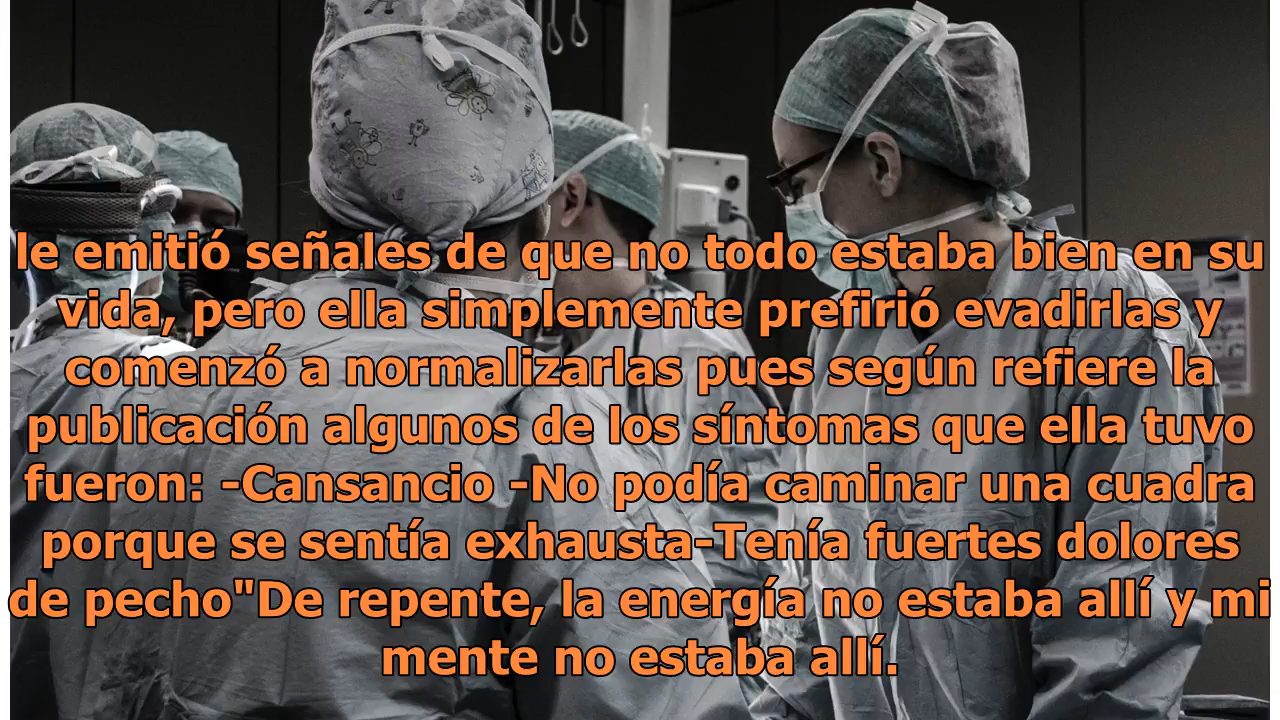 le emitió señales de que no todo estaba bien en su
vida, pero ella simplemente prefirió evadirlas y
comenzó a normalizarlas pues según refiere la
publicación algunos de los síntomas que ella tuvo
fueron: -Cansancio -No podía caminar una cuadra
porque se sentía exhausta-Tenía fuertes dolores
de pecho"De repente, la energía no estaba allí y mi
mente no estaba allí.